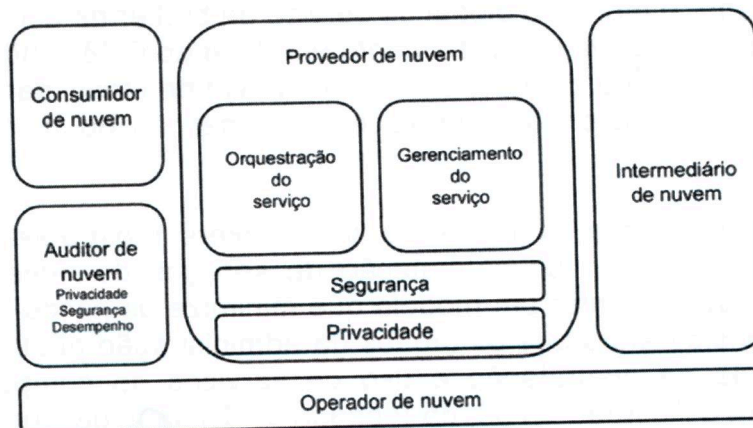 Consumidor
de nuvem
Auditor de
nuvem
Privacidade
Segurança
Desempenho
Provedor de nuvem
Orquestração
do
serviço
Gerenciamento
do
serviço
Segurança
Privacidade
Intermediário
de nuvem
Operador de nuvem